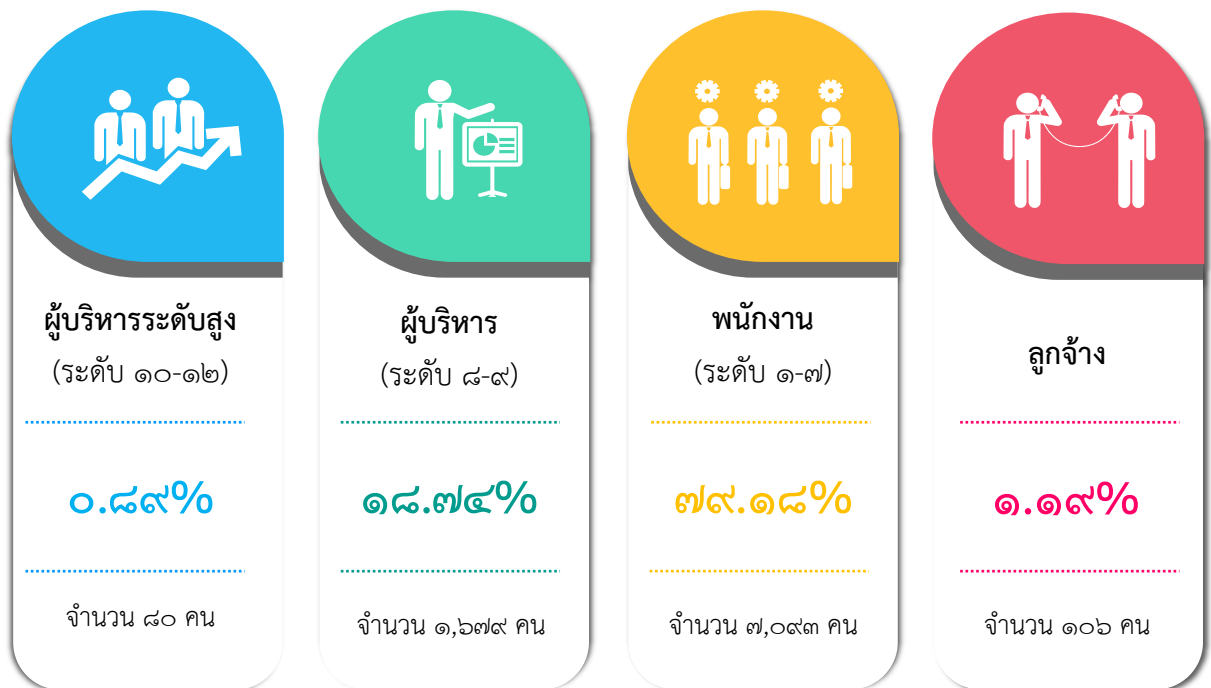 ผู้บริหารระดับสูง
(ระดับ ๑๐-๑๒)
๐.๘๙%
จำนวน ๘๐ คน
ผู้บริหาร
(ระดับ ๘-๙)
๑๘.๗๔%
จำนวน ๑,๖๗๙ คน
พนักงาน
(ระดับ ๑-๗)
๗๙.๑๘%
จำนวน ๗,๐๙๓ คน
ลูกจ้าง
๑.๑๙%
จำนวน ๑๐๖ คน